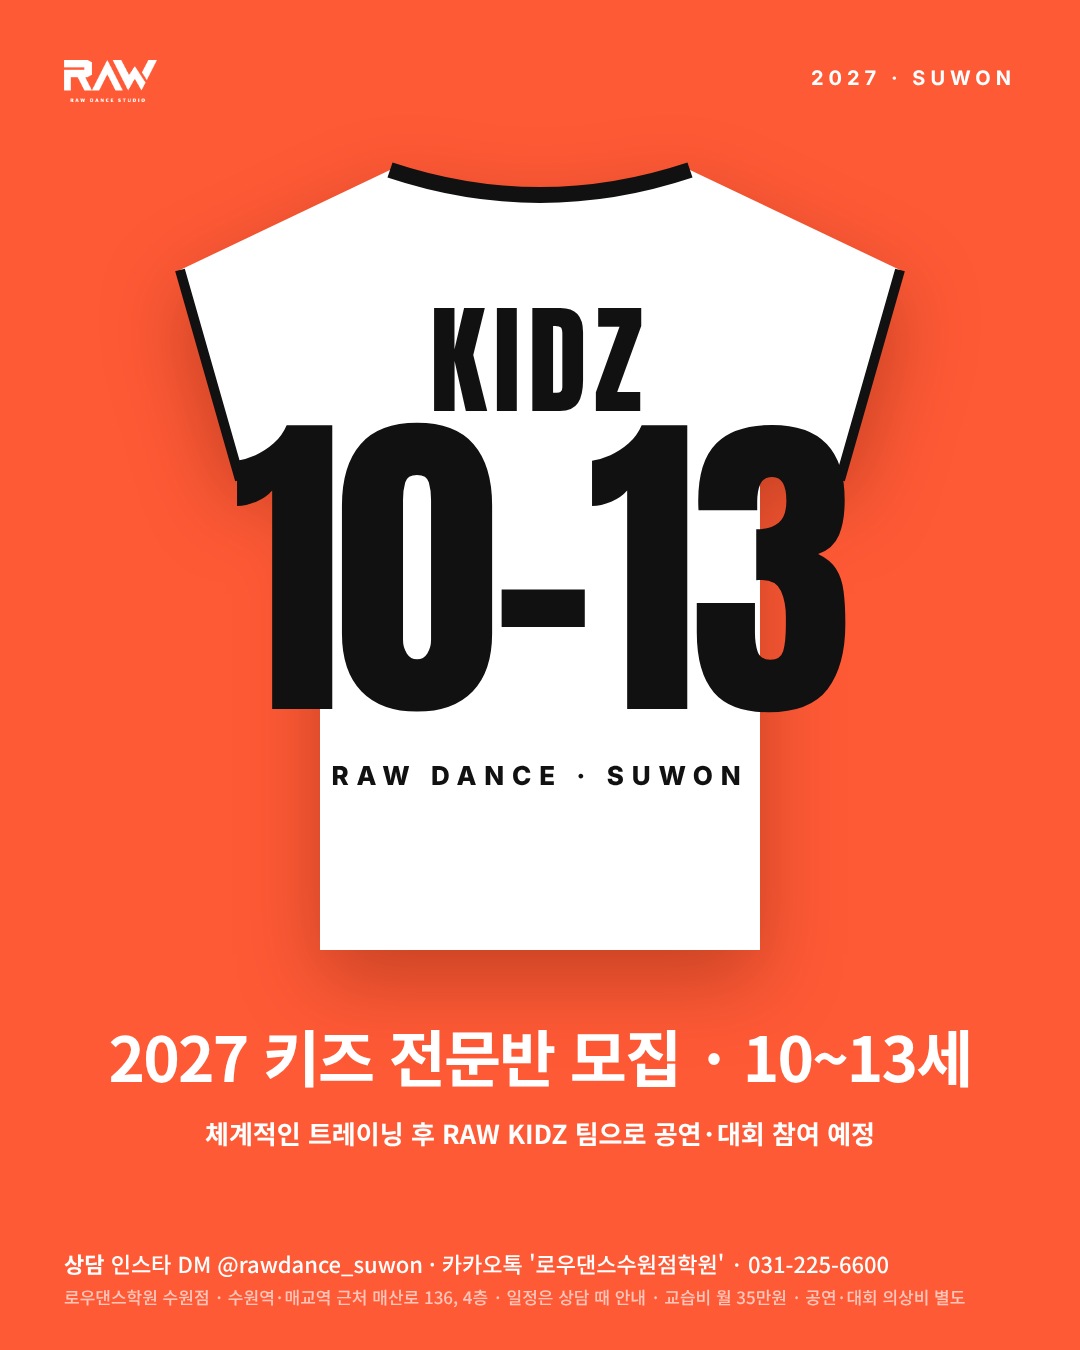 RAW
RAW DANCE STUDIO
2027 · SUWON
KIDZ
10-13
RAW DANCE · SUWON
2027 키즈 전문반 모집 · 10~13세
체계적인 트레이닝 후 RAW KIDZ 팀으로 공연·대회 참여 예정
상담 인스타 DM @rawdance_suwon · 카카오톡 '로우댄스수원점학원' · 031-225-6600
로우댄스학원 수원점 · 수원역·매교역 근처 매산로 136, 4층 · 일정은 상담 때 안내 · 교습비 월 35만원 · 공연·대회 의상비 별도